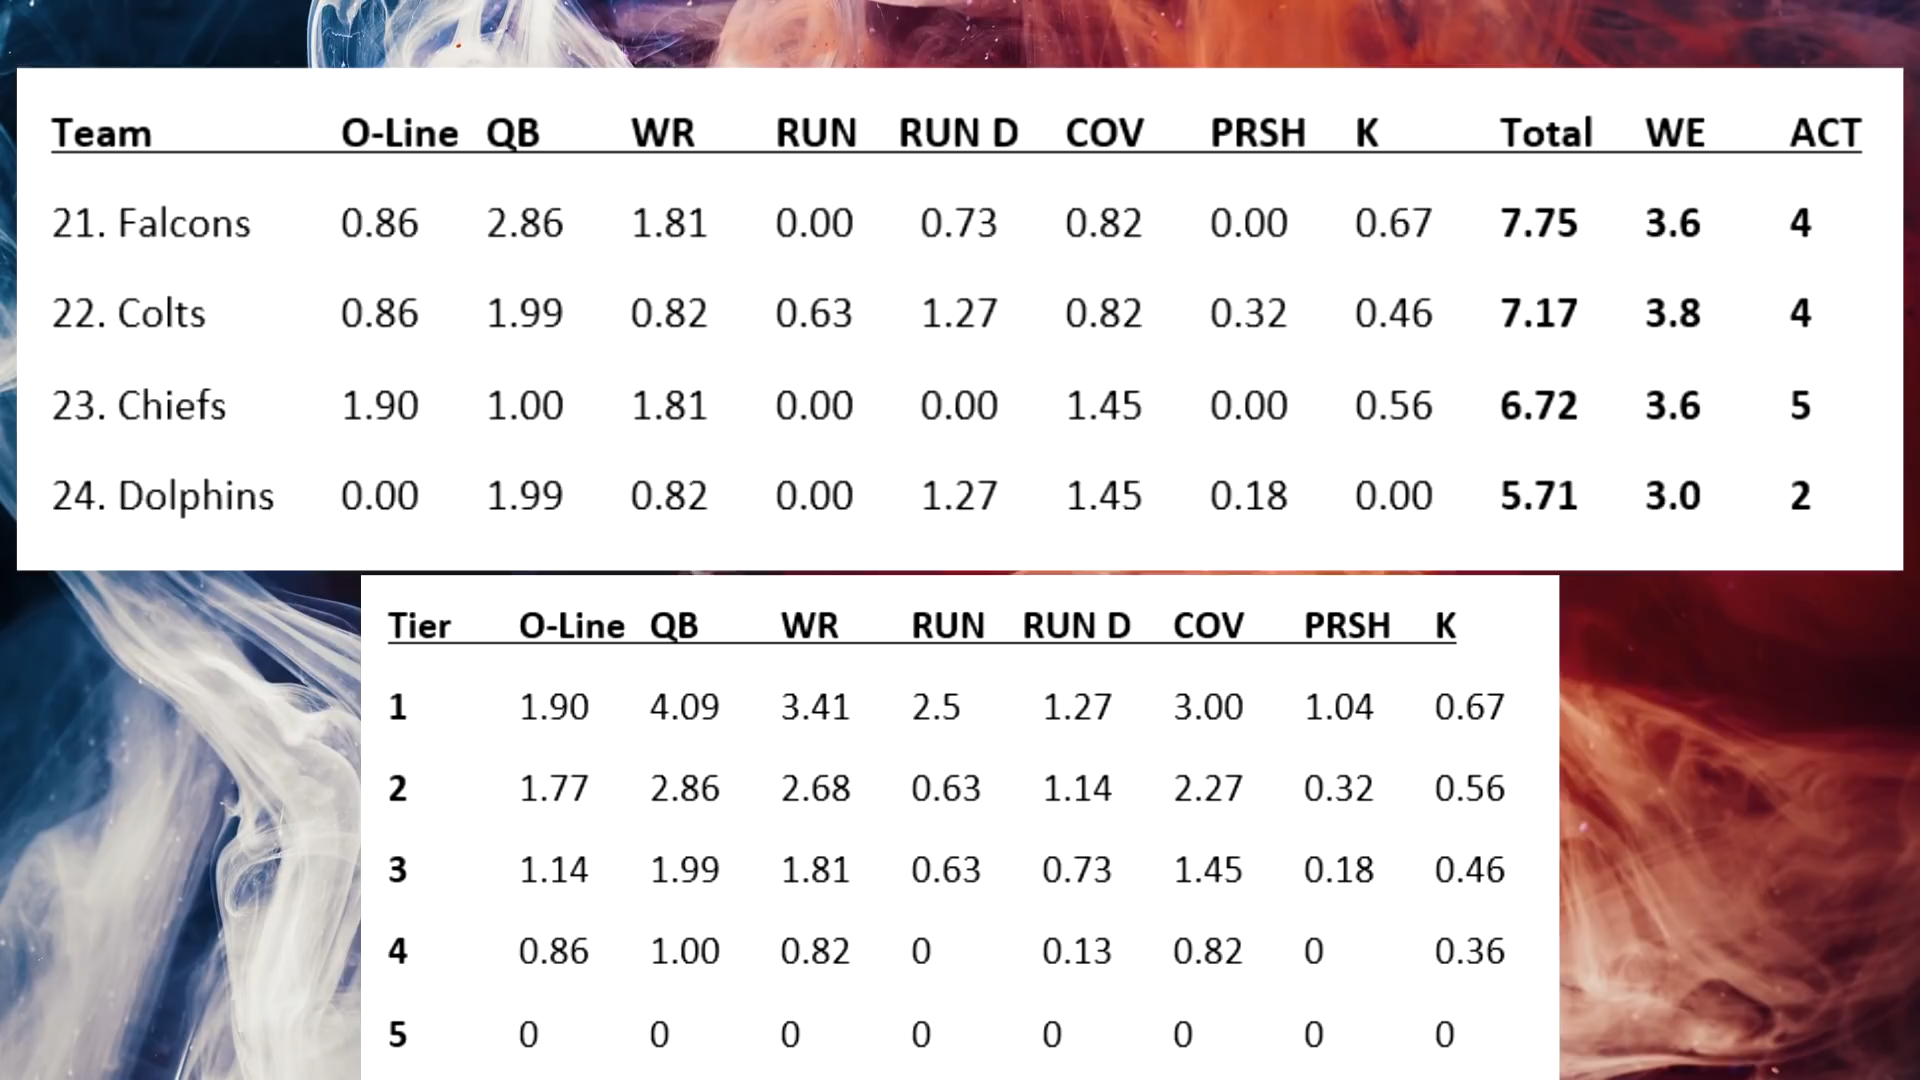 Team O-Line QB WR RUN RUN D COV PRSH K Total WE ACT
21. Falcons 0.86 2.86 1.81 0.00 0.73 0.82 0.00 0.67 7.75 3.6 4
22. Colts 0.86 1.99 0.82 0.63 1.27 0.82 0.32 0.46 7.17 3.8 4
23. Chiefs 1.90 1.00 1.81 0.00 0.00 1.45 0.00 0.56 6.72 3.6 5
24. Dolphins 0.00 1.99 0.82 0.00 1.27 1.45 0.18 0.00 5.71 3.0 2
Tier O-Line QB WR RUN RUN D COV PRSH K
1 1.90 4.09 3.41 2.5 1.27 3.00 1.04 0.67
2 1.77 2.86 2.68 0.63 1.14 2.27 0.32 0.56
3 1.14 1.99 1.81 0.63 0.73 1.45 0.18 0.46
4 0.86 1.00 0.82 0 0.13 0.82 0 0.36
5 0 0 0 0 0 0 0 0